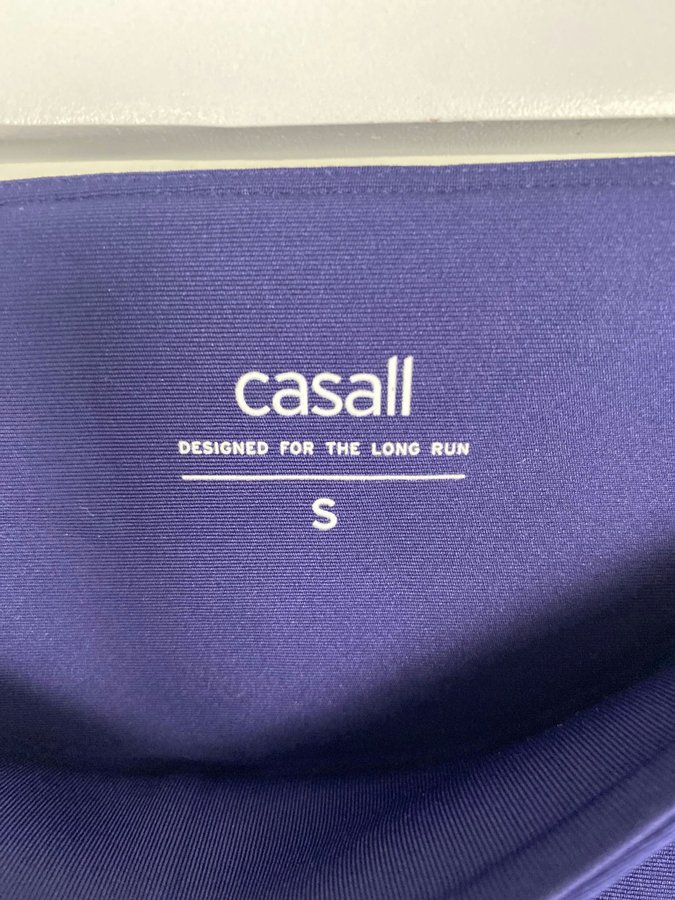 casall
DESIGNED FOR THE LONG RUN
S